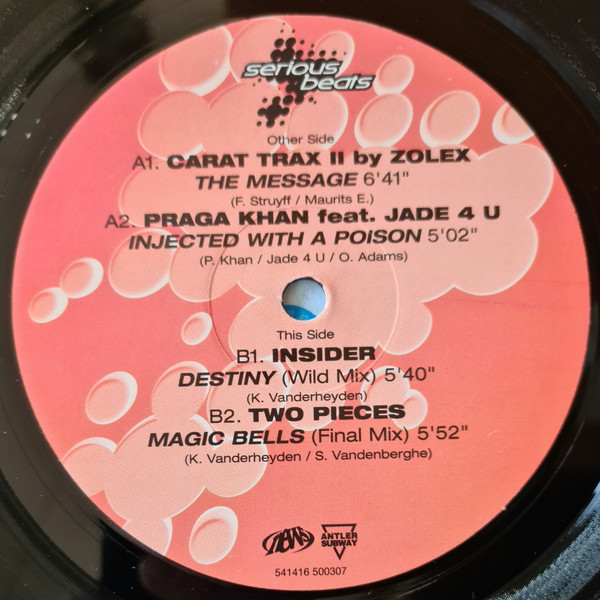 serious
beats
Other Side
A1. CARAT TRAX II by ZOLEX
THE MESSAGE 6'41"
(F. Struyff / Maurits E.)
A2. PRAGA KHAN feat. JADE 4 U
INJECTED WITH A POISON 5'02"
(P. Khan / Jade 4 U / O. Adams)
This Side
B1. INSIDER
DESTINY (Wild Mix) 5'40"
(K. Vanderheyden)
B2. TWO PIECES
MAGIC BELLS (Final Mix) 5'52"
(K. Vanderheyden / S. Vandenberghe)
news
ANTLER
SUBWAY
541416 500307